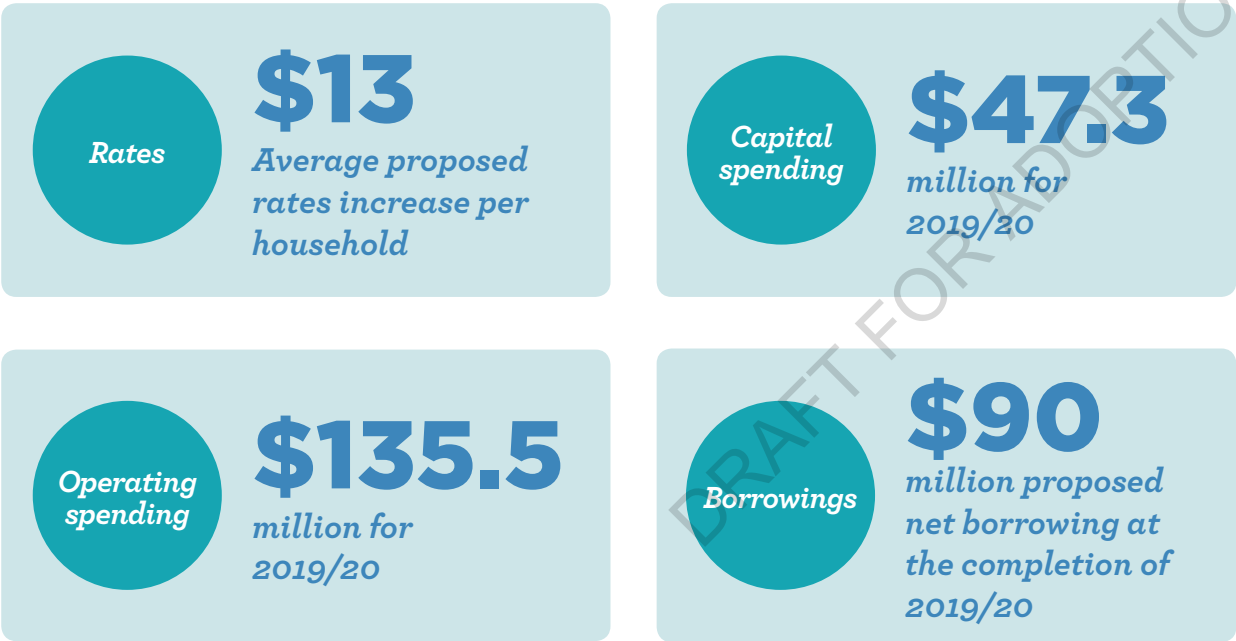 Rates
$13
Average proposed
rates increase per
household
Capital
spending
$47.3
million for
2019/20
Operating
spending
$135.5
million for
2019/20
Borrowings
$90
million proposed
net borrowing at
the completion of
2019/20
DRAFT FOR ADOPTIO